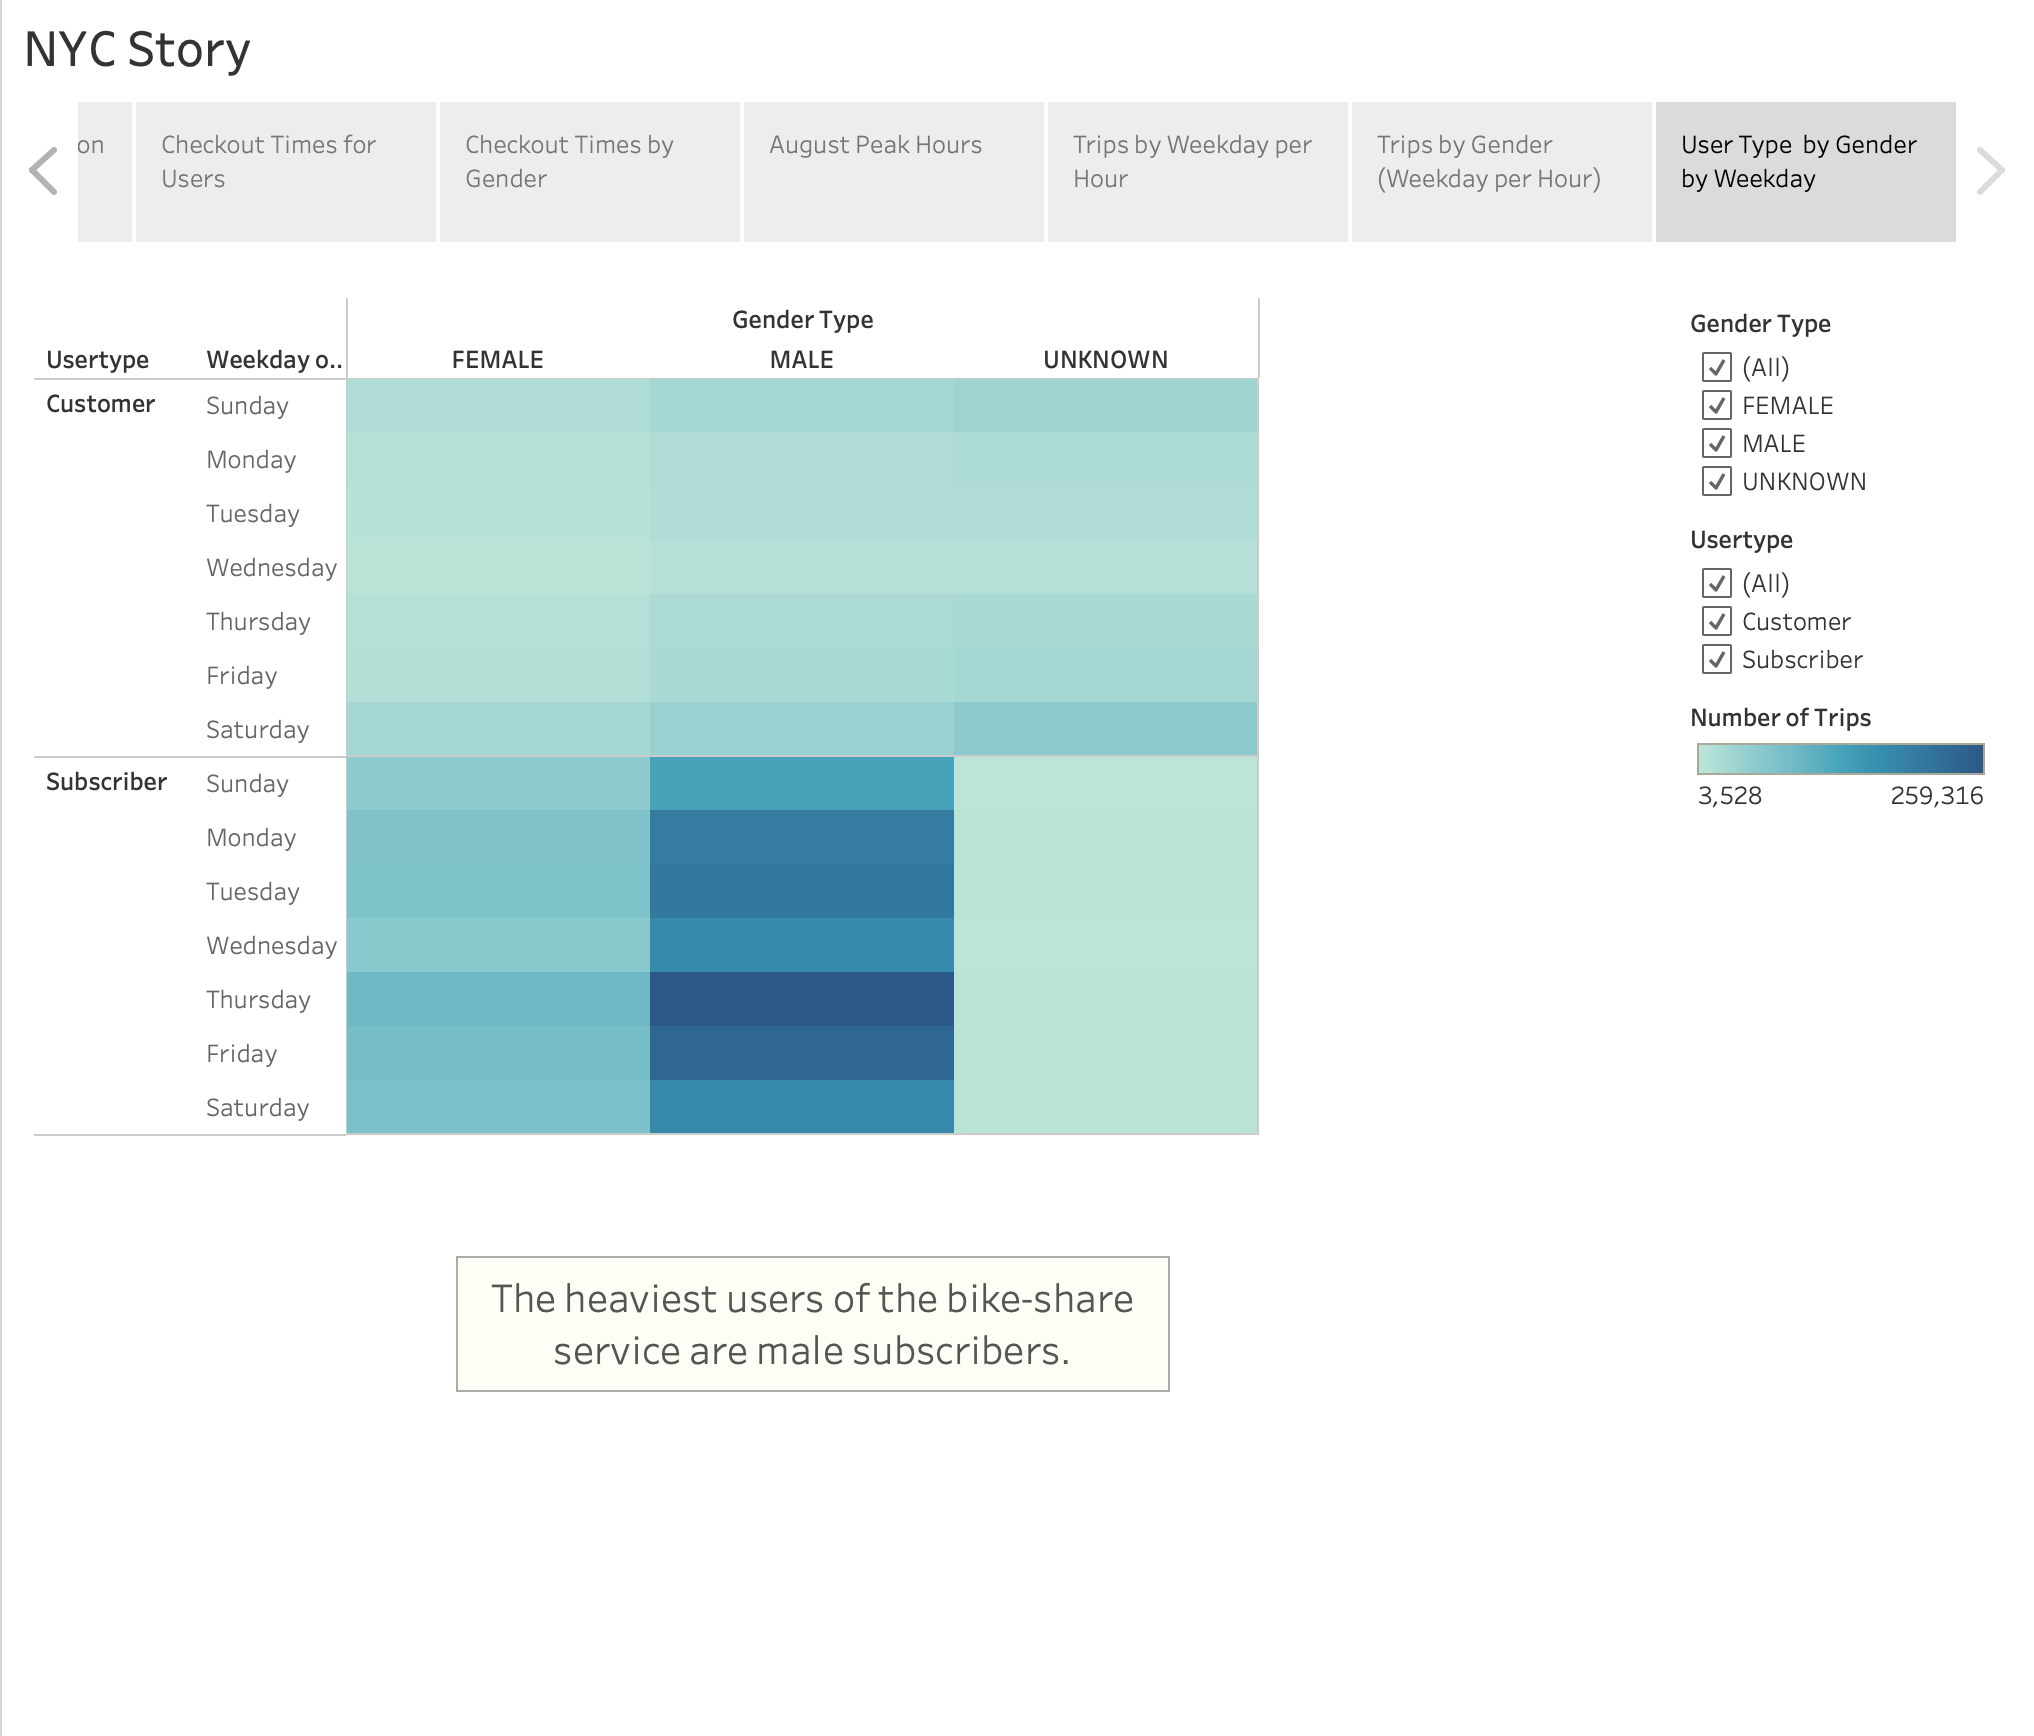 NYC Story
on
Checkout Times for
Users
Checkout Times by
Gender
August Peak Hours
Trips by Weekday per
Hour
Trips by Gender
(Weekday per Hour)
User Type  by Gender
by Weekday
Gender Type
Usertype Weekday o.. FEMALE MALE UNKNOWN
Customer Sunday
Monday
Tuesday
Wednesday
Thursday
Friday
Saturday
Subscriber Sunday
Monday
Tuesday
Wednesday
Thursday
Friday
Saturday
Gender Type
(All)
FEMALE
MALE
UNKNOWN
Usertype
(All)
Customer
Subscriber
Number of Trips
3,528 259,316
The heaviest users of the bike-share
service are male subscribers.